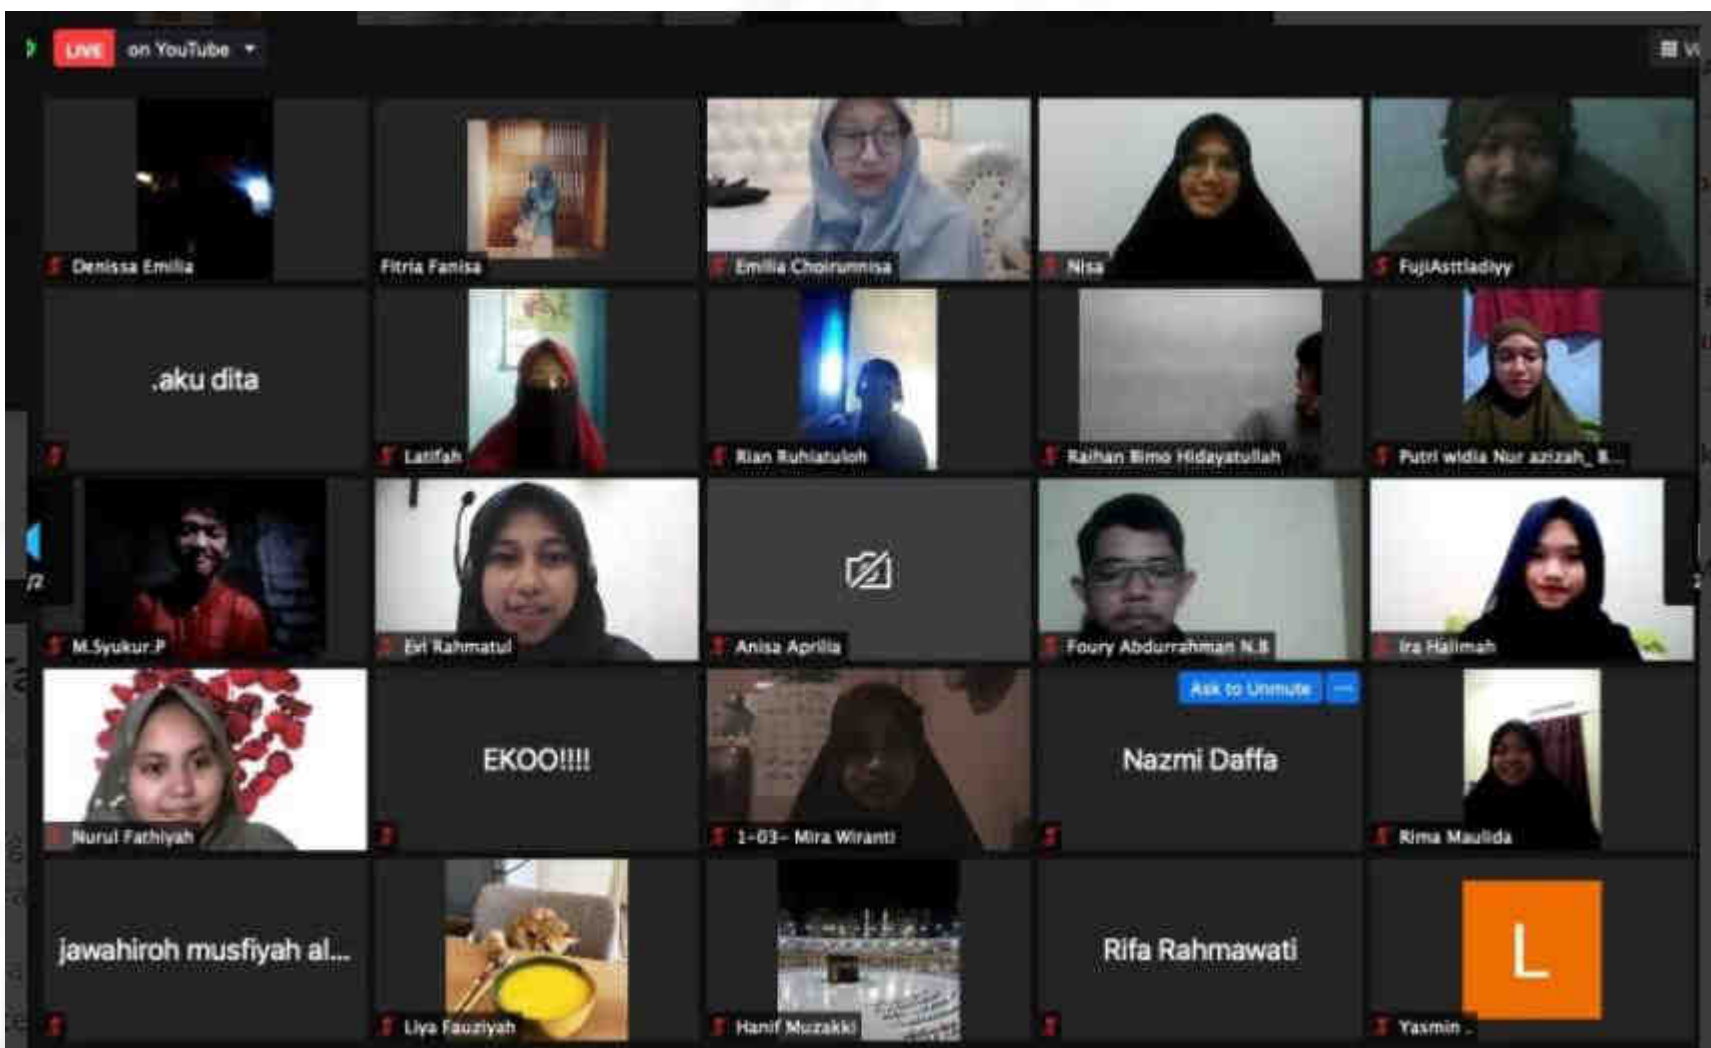 LIVE on YouTube
Denissa Emilia
Fitria Fanisa
Emilia Choirunnisa
Nisa
FujiAsttladiyy
.aku dita
Latifah
Rian Ruhiatuloh
Raihan Bimo Hidayatullah
Putri widia Nur azizah_ B...
M.Syukur.P
Evi Rahmatul
Anisa Aprilia
Foury Abdurrahman N.B
Ira Halimah
Nurul Fathiyah
EKOO!!!!
1-03- Mira Wiranti
Ask to Unmute ...
Nazmi Daffa
Rima Maulida
jawahiroh musfiyah al...
Liya Fauziyah
Hanif Muzakki
Rifa Rahmawati
L
Yasmin .